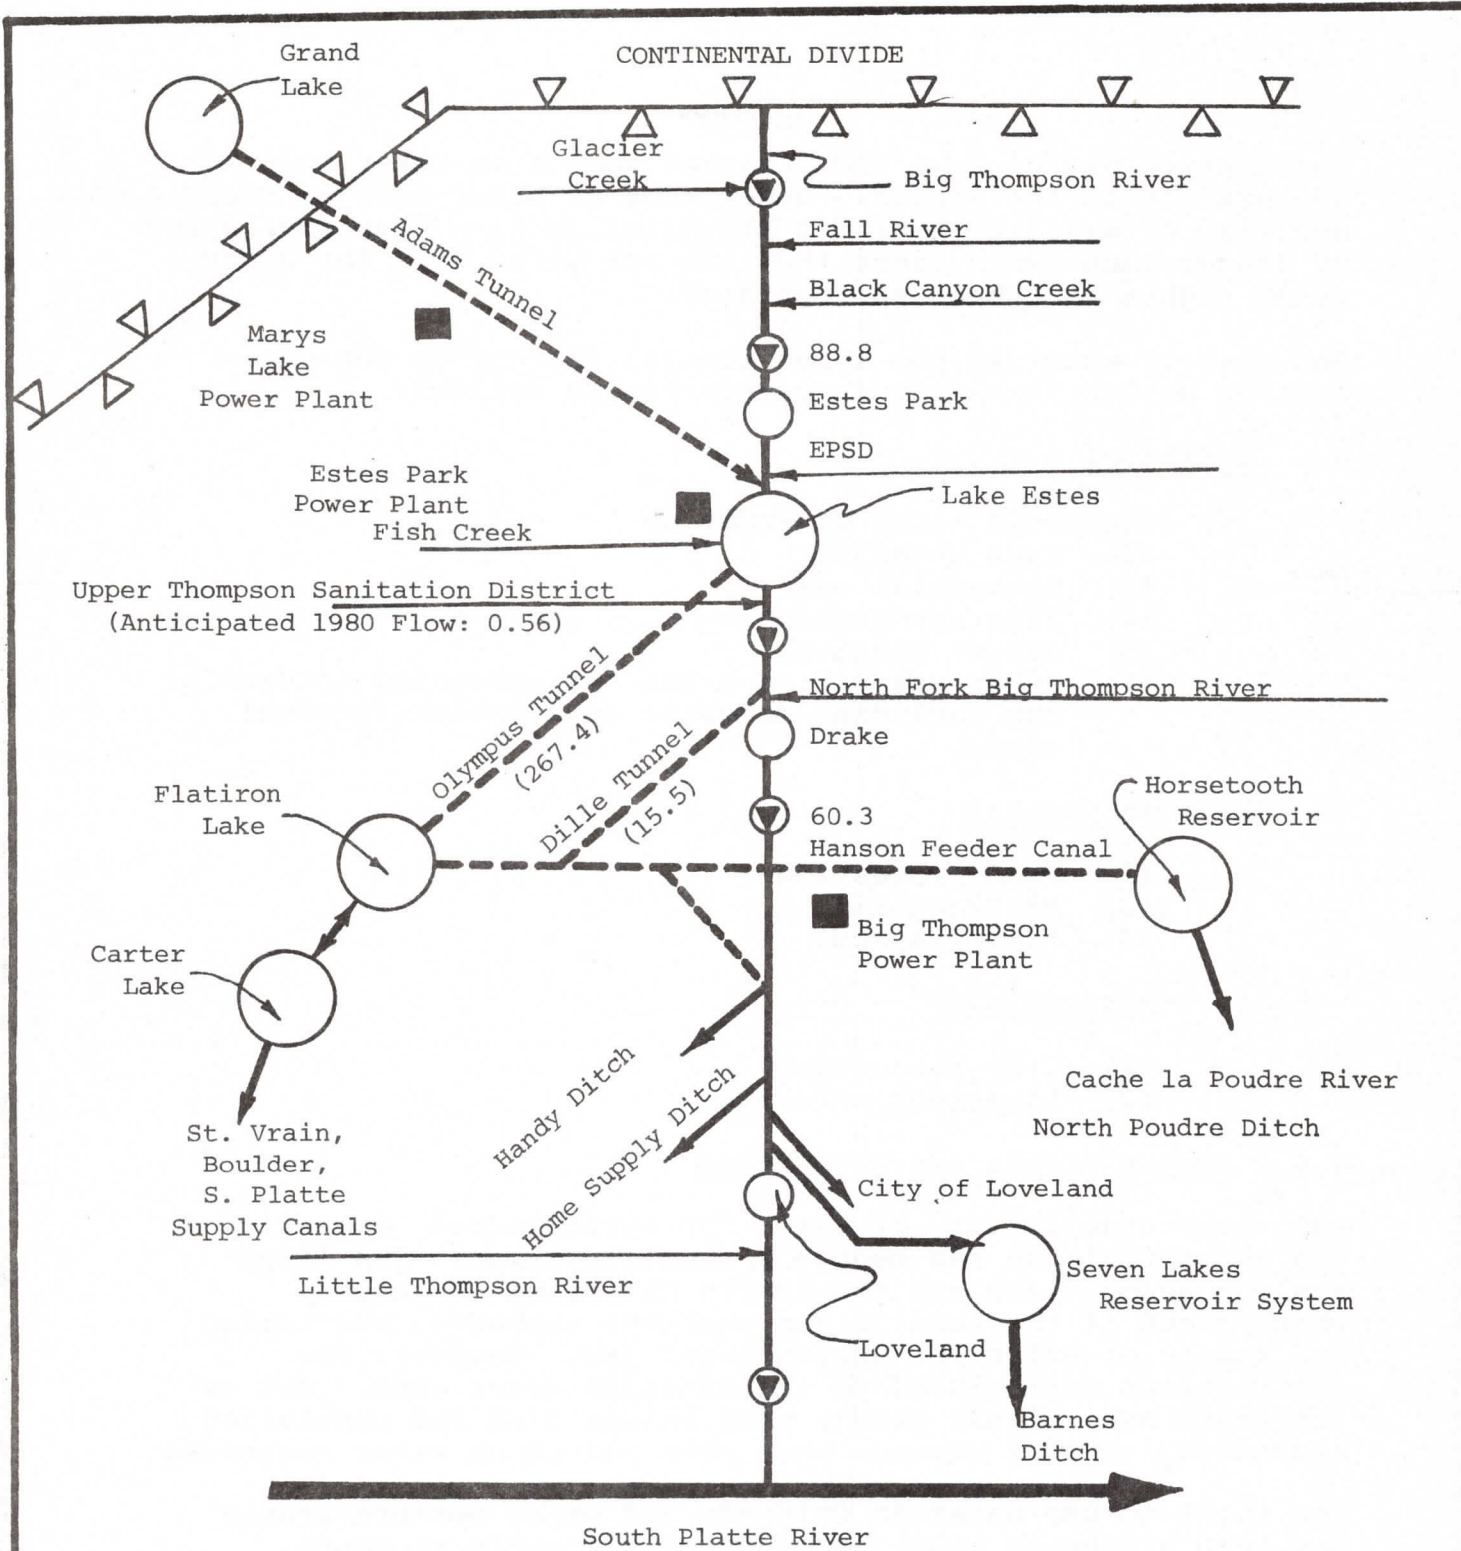 Grand
Lake
CONTINENTAL DIVIDE
Glacier
Creek
Big Thompson River
Fall River
Adams Tunnel
Black Canyon Creek
Marys
Lake
Power Plant
88.8
Estes Park
EPSD
Estes Park
Power Plant
Lake Estes
Fish Creek
Upper Thompson Sanitation District
(Anticipated 1980 Flow: 0.56)
Olympus Tunnel
(267.4)
North Fork Big Thompson River
Dille Tunnel
(15.5)
Drake
Flatiron
Lake
Horsetooth
Reservoir
60.3
Hanson Feeder Canal
Big Thompson
Power Plant
Carter
Lake
Handy Ditch
Home Supply Ditch
Cache la Poudre River
North Poudre Ditch
St. Vrain,
Boulder,
S. Platte
Supply Canals
City of Loveland
Little Thompson River
Seven Lakes
Reservoir System
Loveland
Barnes
Ditch
South Platte River